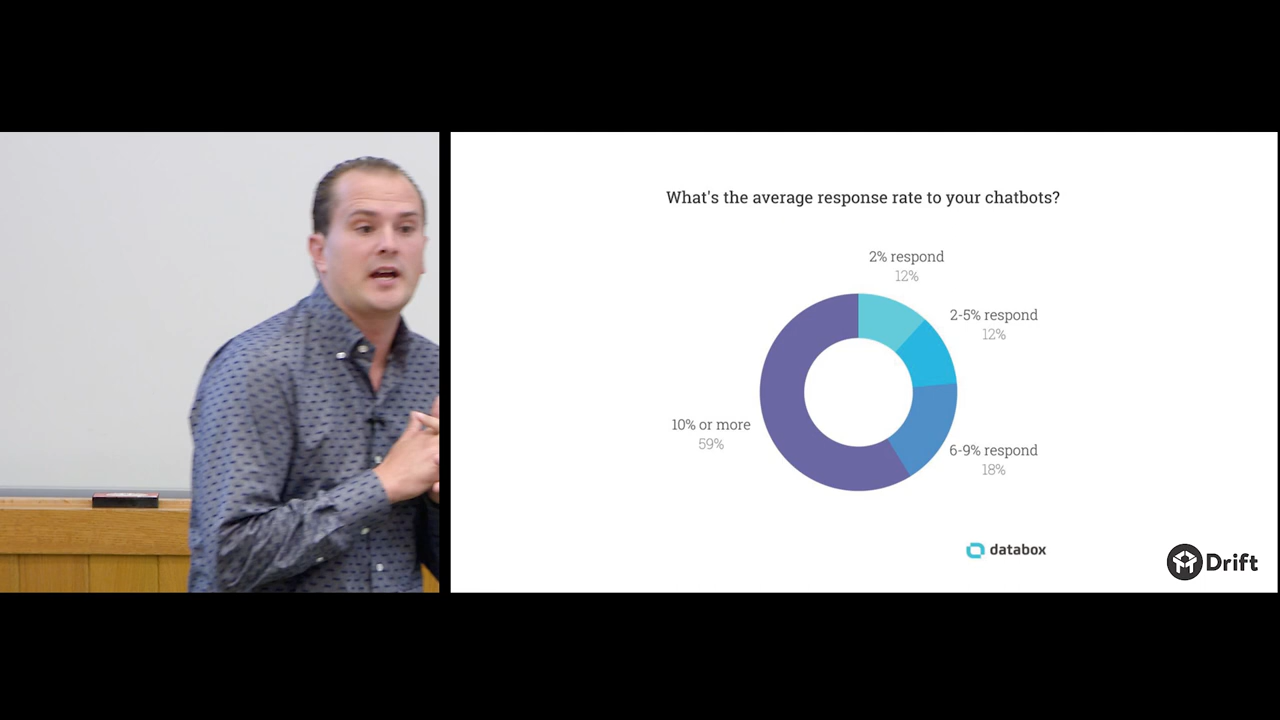 What's the average response rate to your chatbots?
2% respond
12%
2-5% respond
12%
10% or more
59%
6-9% respond
18%
databox
Drift